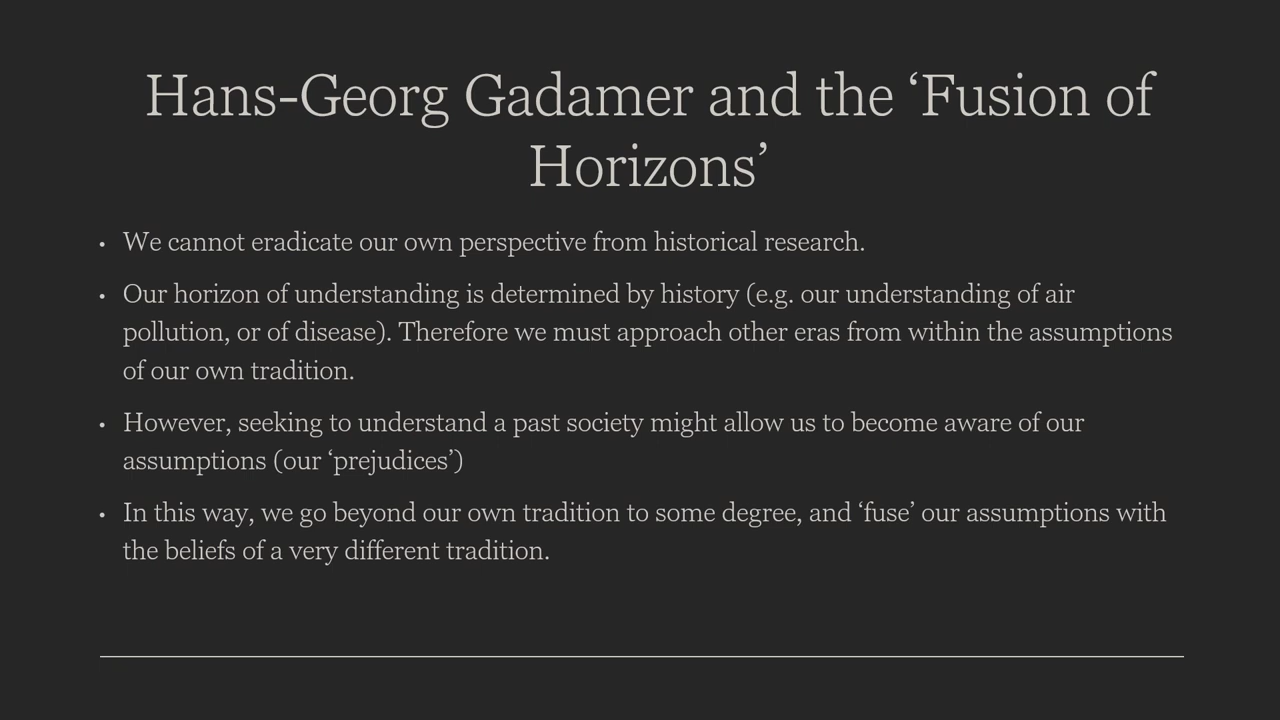 Hans-Georg Gadamer and the ‘Fusion of
Horizons’
• We cannot eradicate our own perspective from historical research.
• Our horizon of understanding is determined by history (e.g. our understanding of air
pollution, or of disease). Therefore we must approach other eras from within the assumptions
of our own tradition.
• However, seeking to understand a past society might allow us to become aware of our
assumptions (our ‘prejudices’)
• In this way, we go beyond our own tradition to some degree, and ‘fuse’ our assumptions with
the beliefs of a very different tradition.